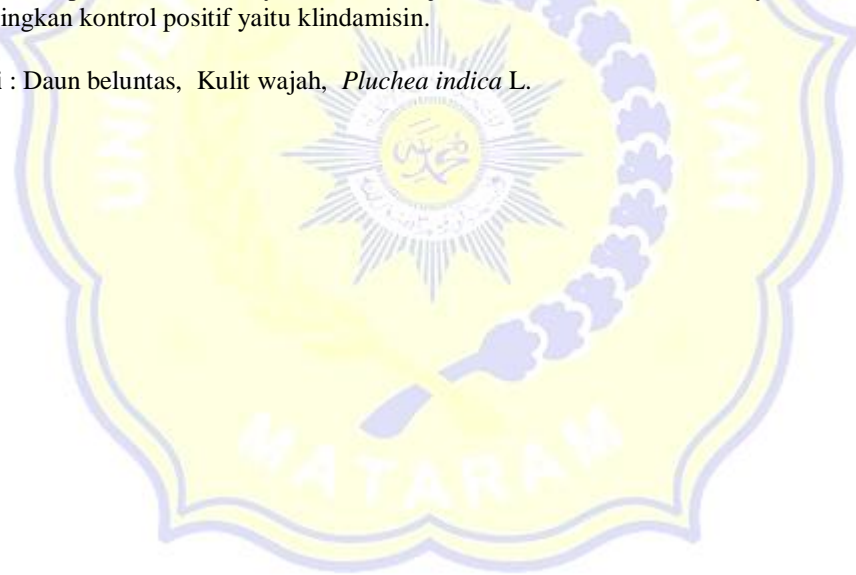 ingkan kontrol positif yaitu klindamisin.
i : Daun beluntas, Kulit wajah, Pluchea indica L.
MATARAM